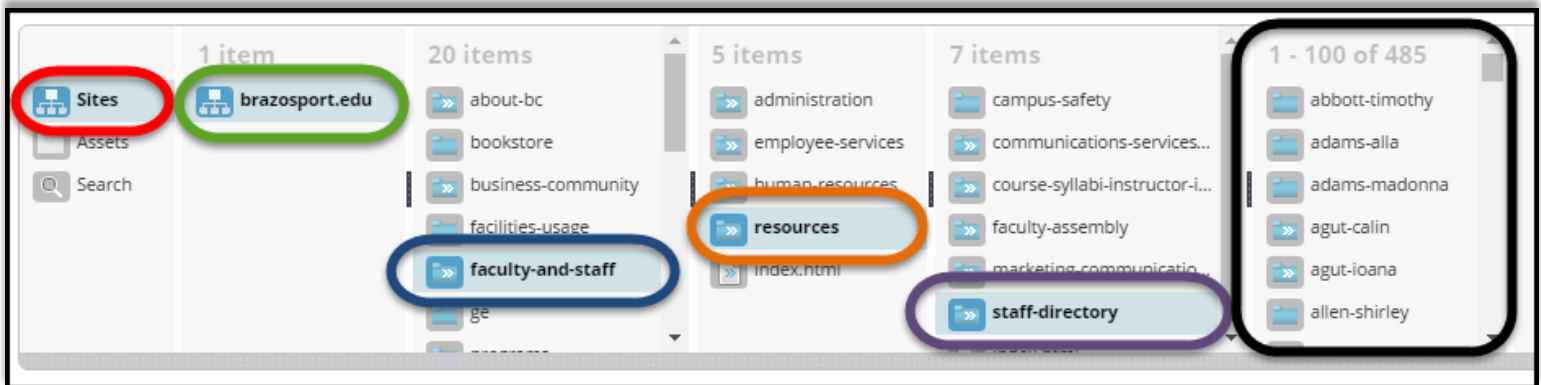 Sites
Assets
Search
1 item
brazosport.edu
20 items
about-bc
bookstore
business-community
facilities-usage
faculty-and-staff
ge
programs
5 items
administration
employee-services
human-resources
resources
index.html
7 items
campus-safety
communications-services...
course-syllabi-instructor-i...
faculty-assembly
marketing-communicatio...
staff-directory
index.html
1 - 100 of 485
abbott-timothy
adams-alla
adams-madonna
agut-calin
agut-ioana
allen-shirley